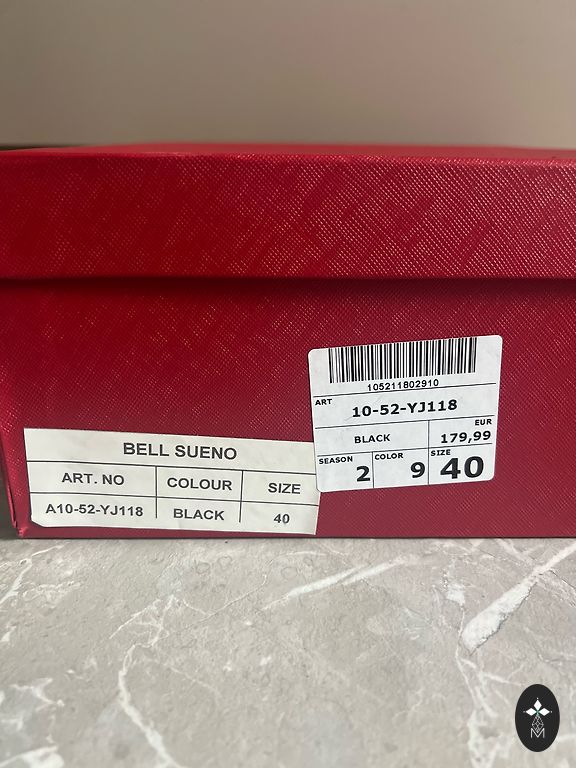 105211802910
ART
10-52-YJ118
EUR
BLACK 179,99
SEASON COLOR SIZE
2 9 40
BELL SUENO
ART. NO COLOUR SIZE
A10-52-YJ118 BLACK 40
M